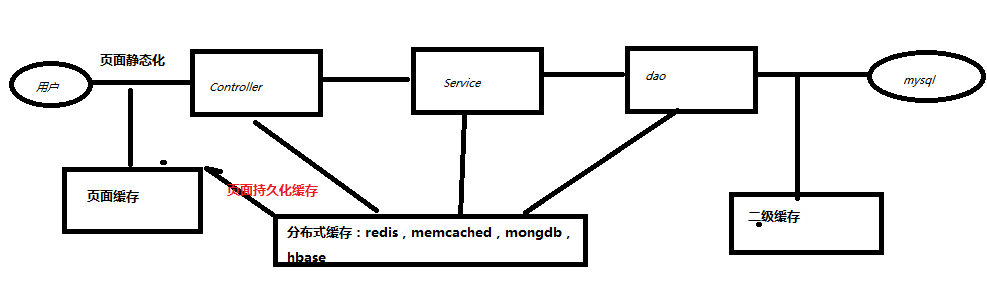 页面静态化
用户
Controller
Service
dao
mysql
页面缓存
页面持久化缓存
二级缓存
分布式缓存：redis，memcached，mongdb，
hbase